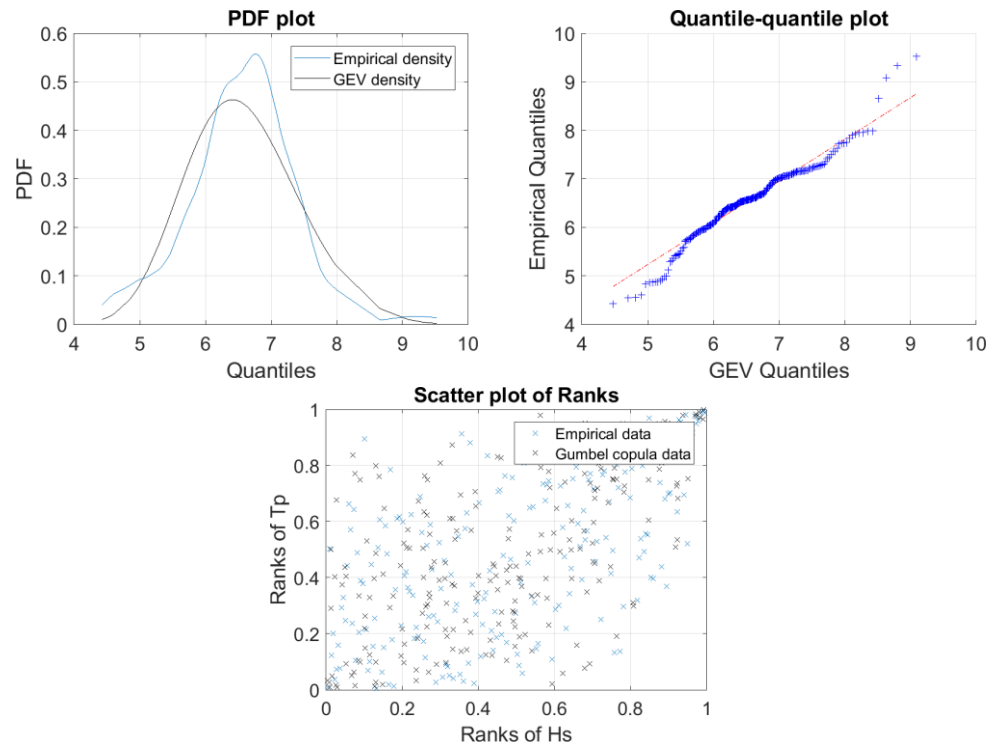 PDF plot
0.6
0.5
0.4
0.3
0.2
0.1
0
PDF
Empirical density
GEV density
4 5 6 7 8 9 10
Quantiles
Quantile-quantile plot
10
9
8
7
6
5
4
Empirical Quantiles
4 5 6 7 8 9 10
GEV Quantiles
Scatter plot of Ranks
1
0.8
0.6
0.4
0.2
0
Ranks of Tp
Empirical data
Gumbel copula data
0 0.2 0.4 0.6 0.8 1
Ranks of Hs